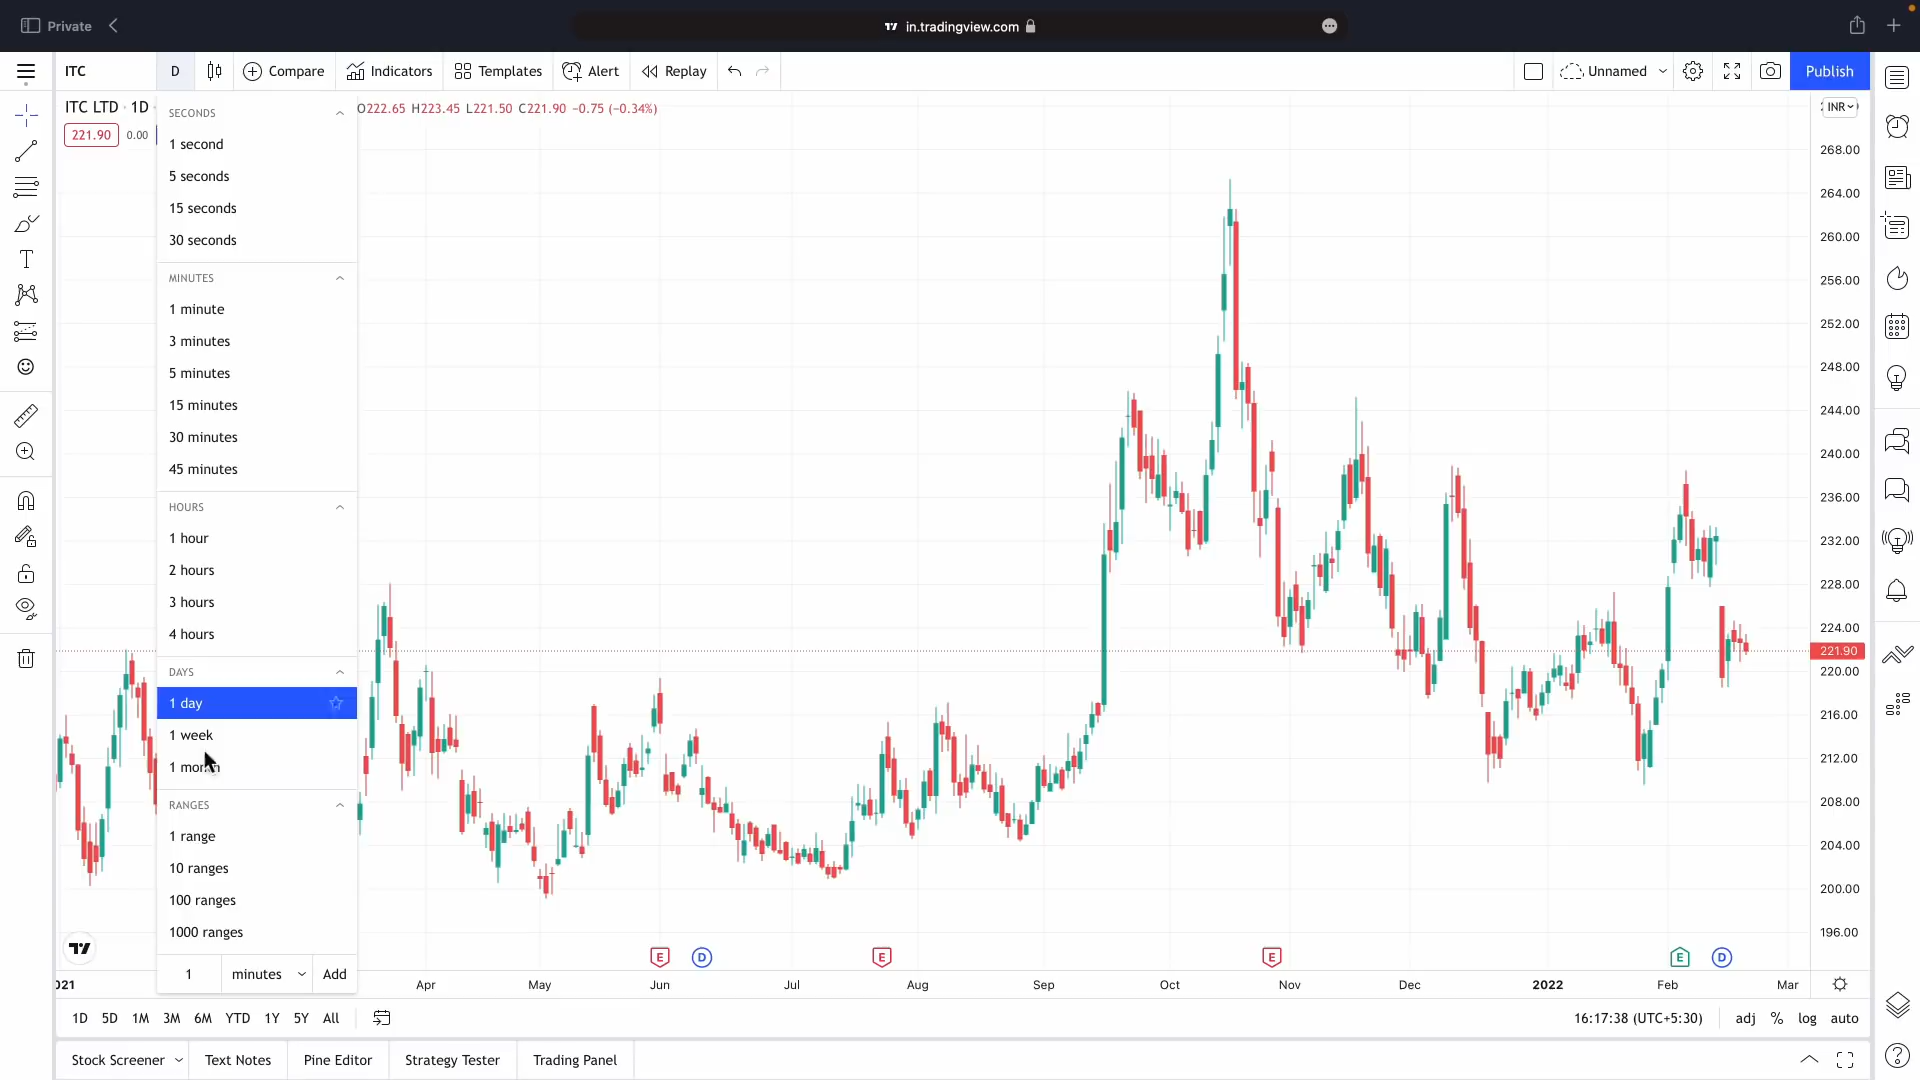 Private
in.tradingview.com
ITC D Compare Indicators Templates Alert Replay Unnamed Publish
ITC LTD · 1D
O222.65 H223.45 L221.50 C221.90 −0.75 (−0.34%)
INR
221.90 0.00
SECONDS
1 second
5 seconds
15 seconds
30 seconds
MINUTES
1 minute
3 minutes
5 minutes
15 minutes
30 minutes
45 minutes
HOURS
1 hour
2 hours
3 hours
4 hours
DAYS
1 day
1 week
1 month
RANGES
1 range
10 ranges
100 ranges
1000 ranges
1 minutes Add
268.00
264.00
260.00
256.00
252.00
248.00
244.00
240.00
236.00
232.00
228.00
224.00
221.90
220.00
216.00
212.00
208.00
204.00
200.00
196.00
E D E E E D
Apr May Jun Jul Aug Sep Oct Nov Dec 2022 Feb Mar
1D 5D 1M 3M 6M YTD 1Y 5Y All
16:17:38 (UTC+5:30) adj % log auto
Stock Screener Text Notes Pine Editor Strategy Tester Trading Panel